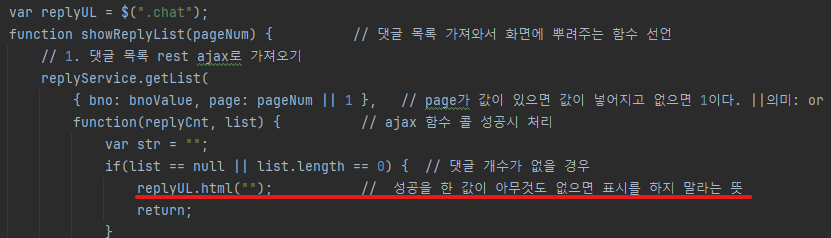 var replyUL = $(".chat");
function showReplyList(pageNum) { // 댓글 목록 가져와서 화면에 뿌려주는 함수 선언
// 1. 댓글 목록 rest ajax로 가져오기
replyService.getList(
{ bno: bnoValue, page: pageNum || 1 }, // page가 값이 있으면 값이 넣어지고 없으면 1이다. ||의미: or
function(replyCnt, list) { // ajax 함수 콜 성공시 처리
var str = "";
if(list == null || list.length == 0) { // 댓글 개수가 없을 경우
replyUL.html(""); // 성공을 한 값이 아무것도 없으면 표시를 하지 말라는 뜻
return;
}